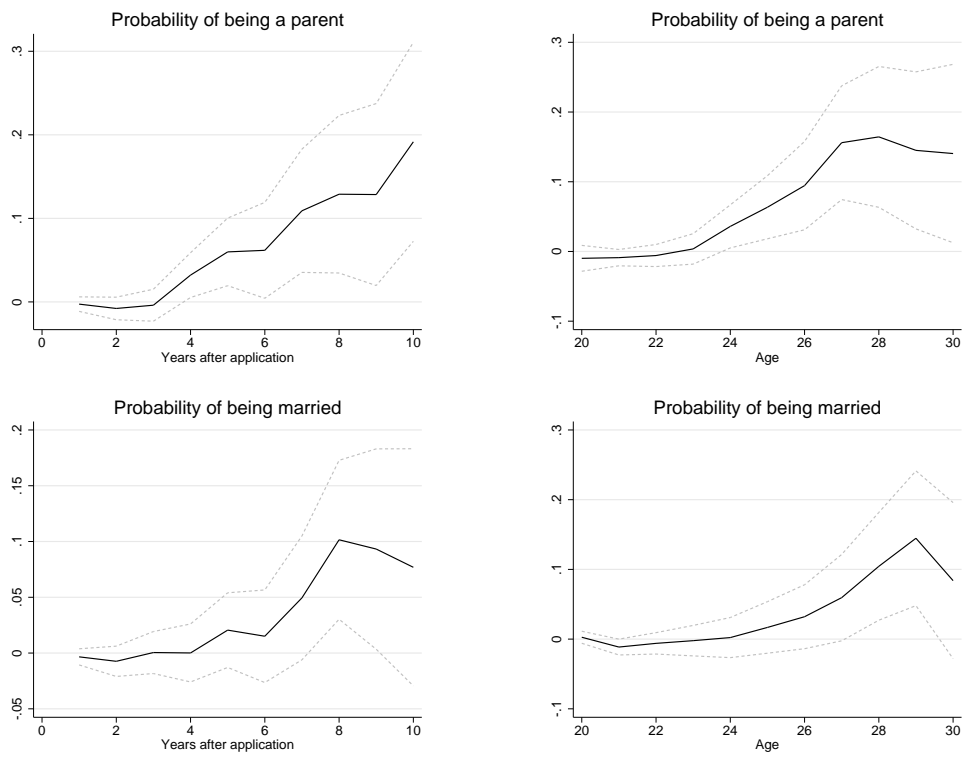 Probability of being a parent
.3
.2
.1
0
0 2 4 6 8 10
Years after application
Probability of being a parent
.3
.2
.1
0
-.1
20 22 24 26 28 30
Age
Probability of being married
.2
.15
.1
.05
0
-.05
0 2 4 6 8 10
Years after application
Probability of being married
.3
.2
.1
0
-.1
20 22 24 26 28 30
Age